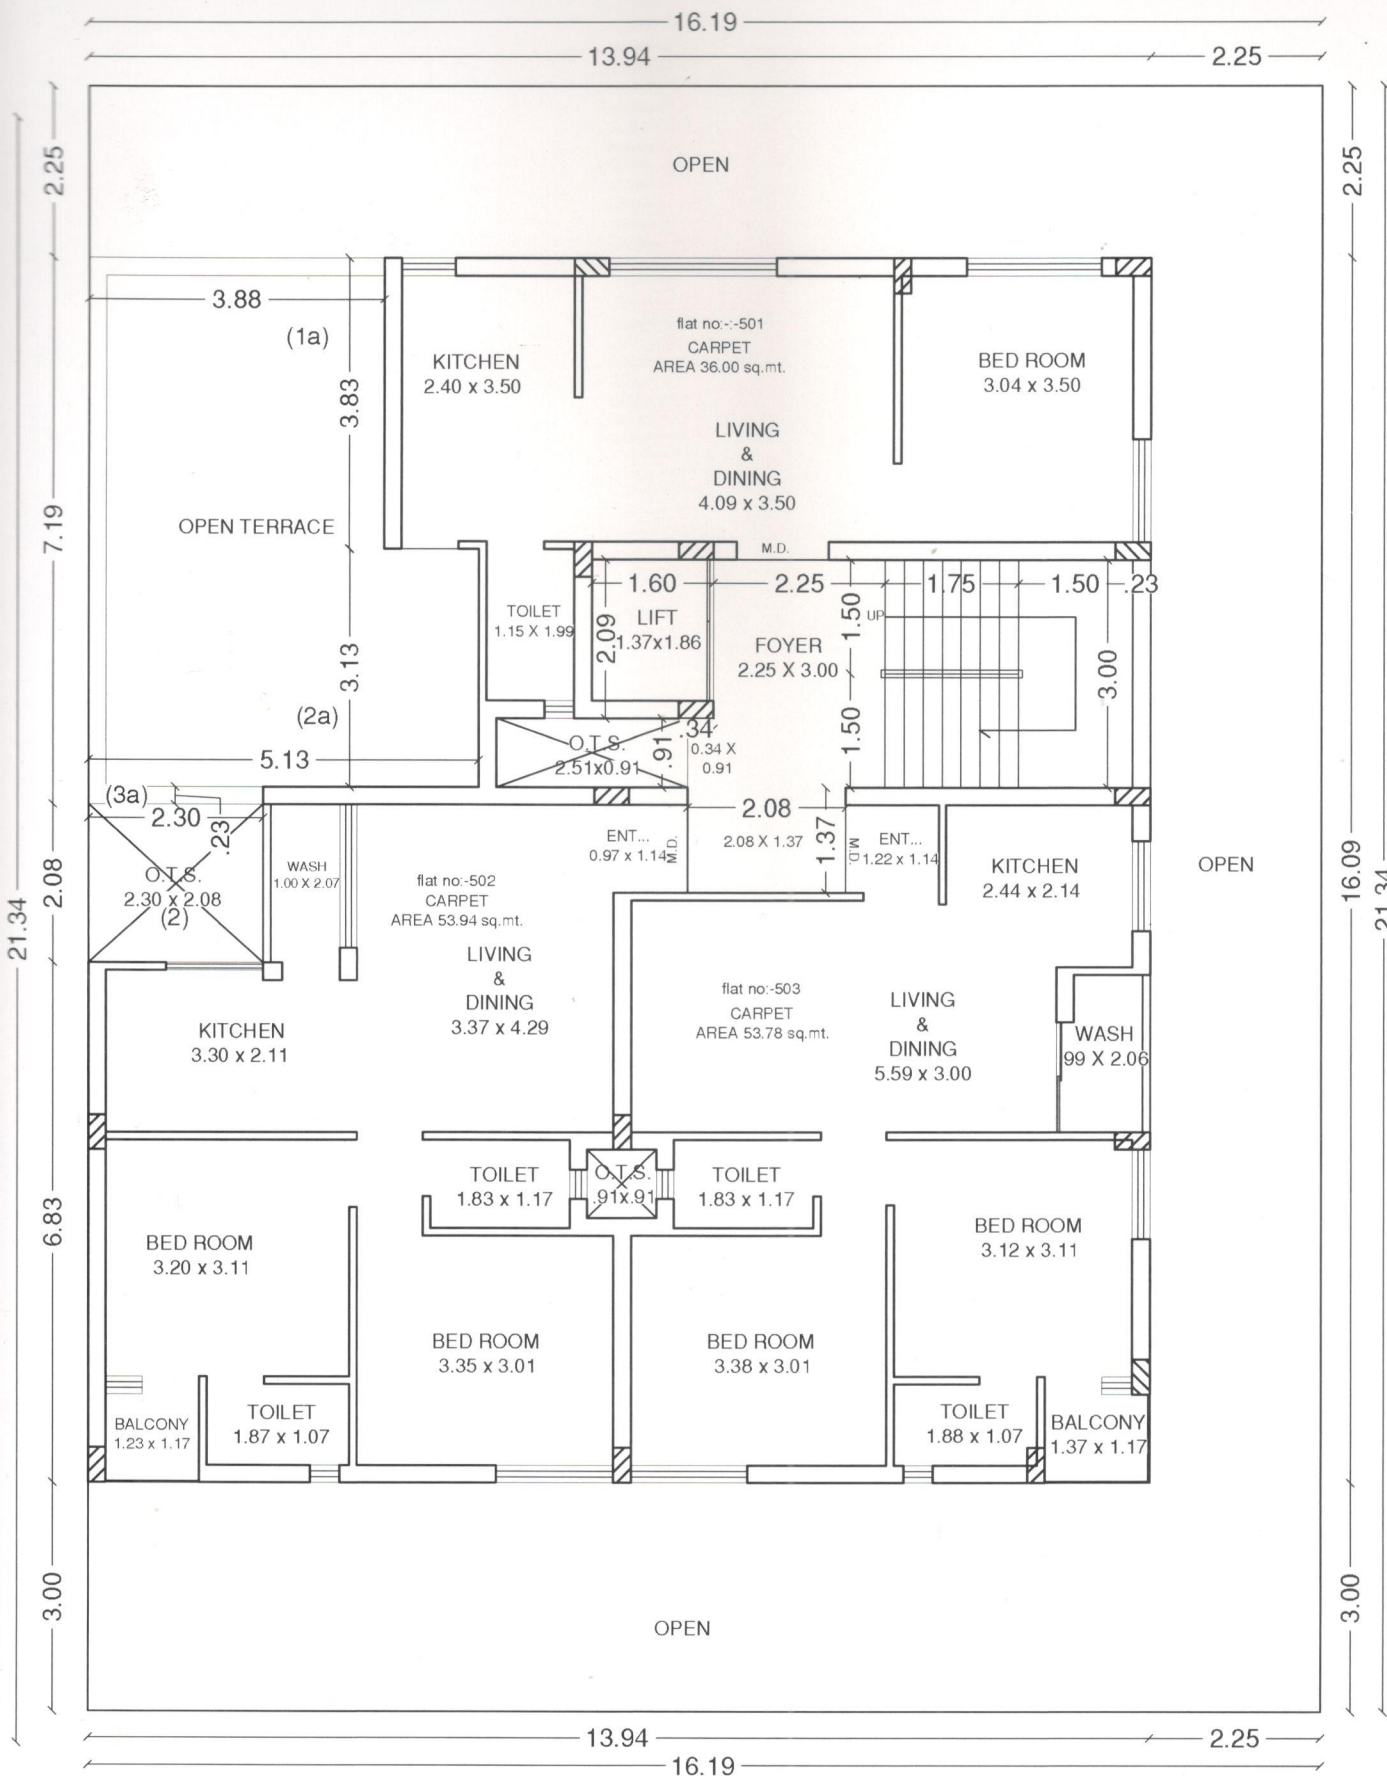 16.19
13.94
2.25
2.25
2.25
OPEN
3.88
(1a)
3.83
KITCHEN
2.40 x 3.50
flat no:-:-501
CARPET
AREA 36.00 sq.mt.
LIVING
&
DINING
4.09 x 3.50
BED ROOM
3.04 x 3.50
7.19
OPEN TERRACE
M.D.
1.60
2.25
1.75
1.50
.23
TOILET
1.15 X 1.99
2.09
LIFT
1.37x1.86
FOYER
2.25 X 3.00
1.50
UP
1.50
3.00
3.13
(2a)
5.13
O.T.S.
2.51x0.91
.91
.34
0.34 X
0.91
(3a)
2.30
.23
O.T.S.
2.30 x 2.08
(2)
2.08
WASH
1.00 X 2.07
ENT...
0.97 x 1.14
M.D.
2.08
2.08 X 1.37
1.37
M.D.
ENT...
1.22 x 1.14
KITCHEN
2.44 x 2.14
OPEN
16.09
21.34
21.34
flat no:-502
CARPET
AREA 53.94 sq.mt.
LIVING
&
DINING
3.37 x 4.29
KITCHEN
3.30 x 2.11
flat no:-503
CARPET
AREA 53.78 sq.mt.
LIVING
&
DINING
5.59 x 3.00
WASH
99 X 2.06
6.83
TOILET
1.83 x 1.17
O.T.S.
.91x.91
TOILET
1.83 x 1.17
BED ROOM
3.20 x 3.11
BED ROOM
3.12 x 3.11
BED ROOM
3.35 x 3.01
BED ROOM
3.38 x 3.01
BALCONY
1.23 x 1.17
TOILET
1.87 x 1.07
TOILET
1.88 x 1.07
BALCONY
1.37 x 1.17
3.00
3.00
OPEN
13.94
2.25
16.19